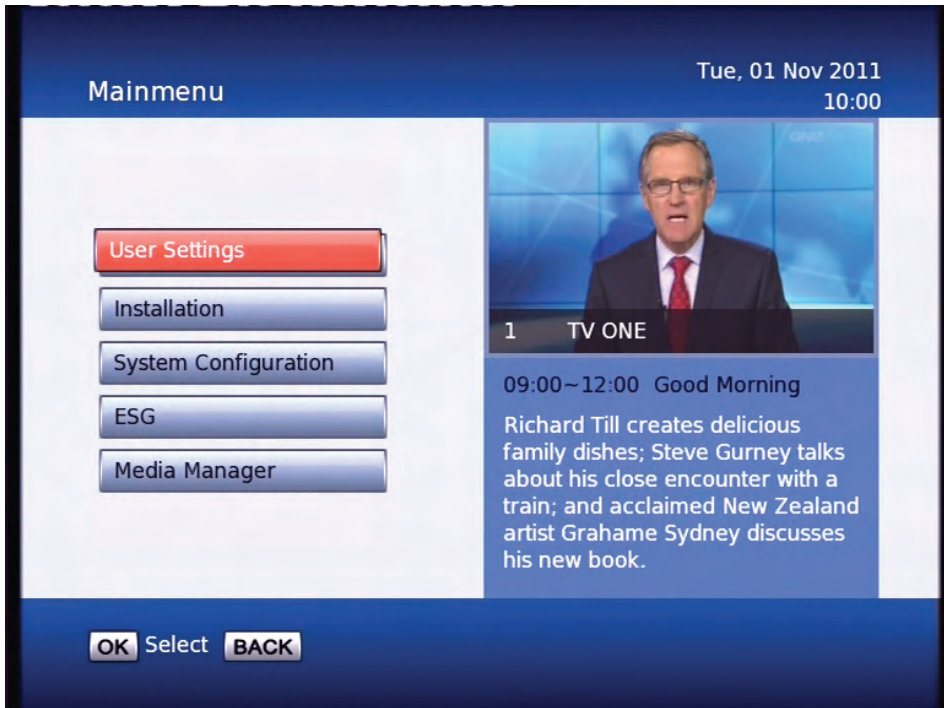 Mainmenu
Tue, 01 Nov 2011
10:00
User Settings
Installation
System Configuration
ESG
Media Manager
one
1 TV ONE
09:00~12:00 Good Morning
Richard Till creates delicious
family dishes; Steve Gurney talks
about his close encounter with a
train; and acclaimed New Zealand
artist Grahame Sydney discusses
his new book.
OK Select BACK